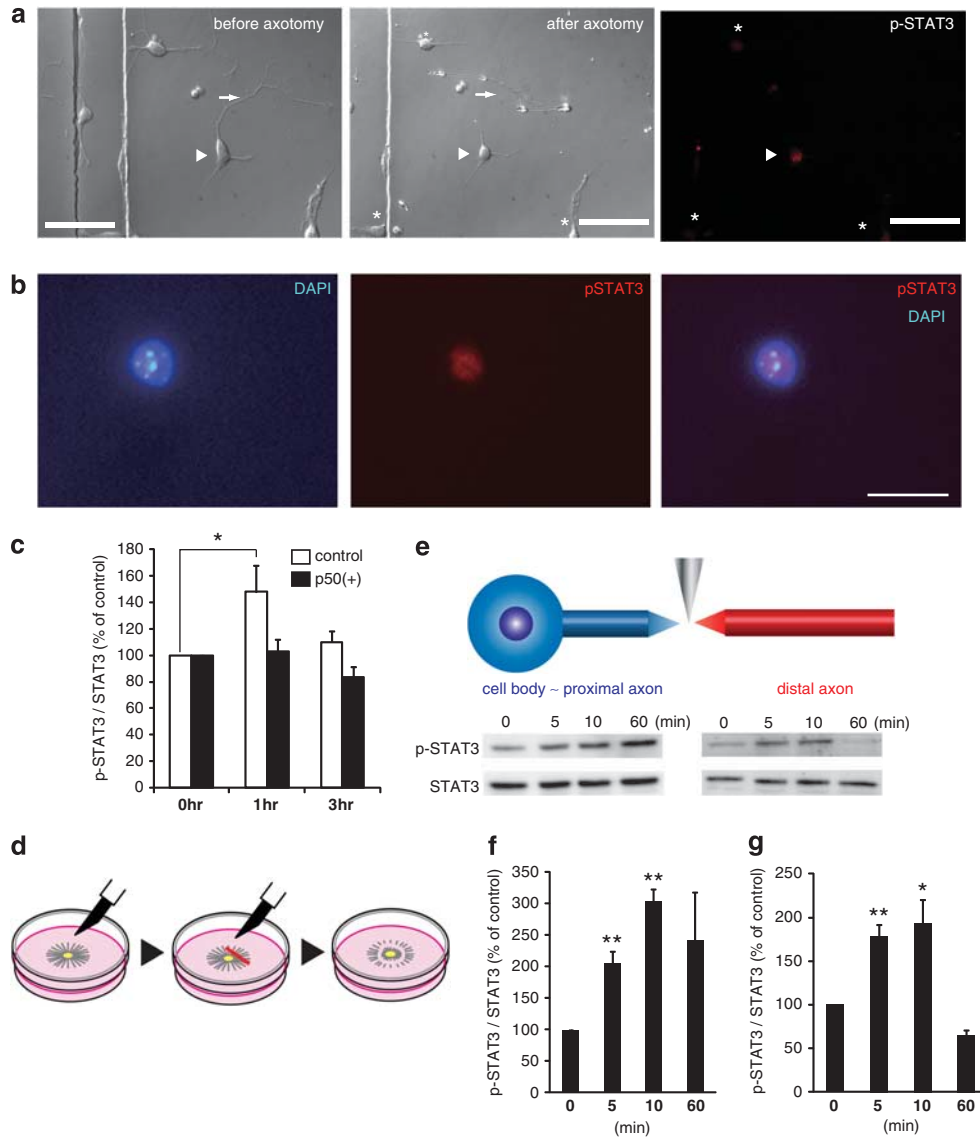 a
before axotomy
after axotomy
p-STAT3
*
**
*
*
*
*
b
DAPI
pSTAT3
pSTAT3
DAPI
c
p-STAT3 / STAT3 (% of control)
180
160
140
120
100
80
60
40
20
0
*
control
p50(+)
0hr 1hr 3hr
d
e
cell body ~ proximal axon
distal axon
0 5 10 60 (min)
0 5 10 60 (min)
p-STAT3
STAT3
f
p-STAT3 / STAT3 (% of control)
350
300
250
200
150
100
50
0
**
**
0 5 10 60
(min)
g
p-STAT3 / STAT3 (% of control)
250
200
150
100
50
0
**
*
0 5 10 60
(min)